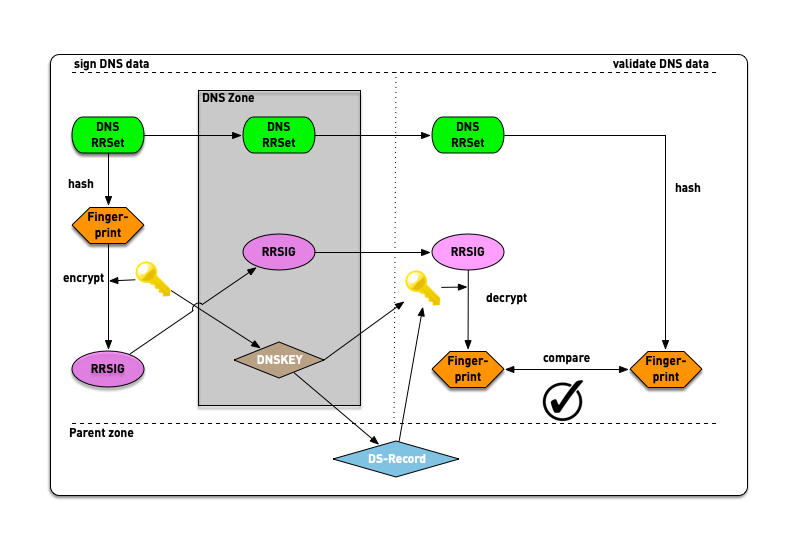 sign DNS data
validate DNS data
DNS Zone
DNS
RRSet
DNS
RRSet
DNS
RRSet
hash
hash
Finger-
print
RRSIG
RRSIG
encrypt
decrypt
DNSKEY
RRSIG
Finger-
print
compare
Finger-
print
Parent zone
DS-Record